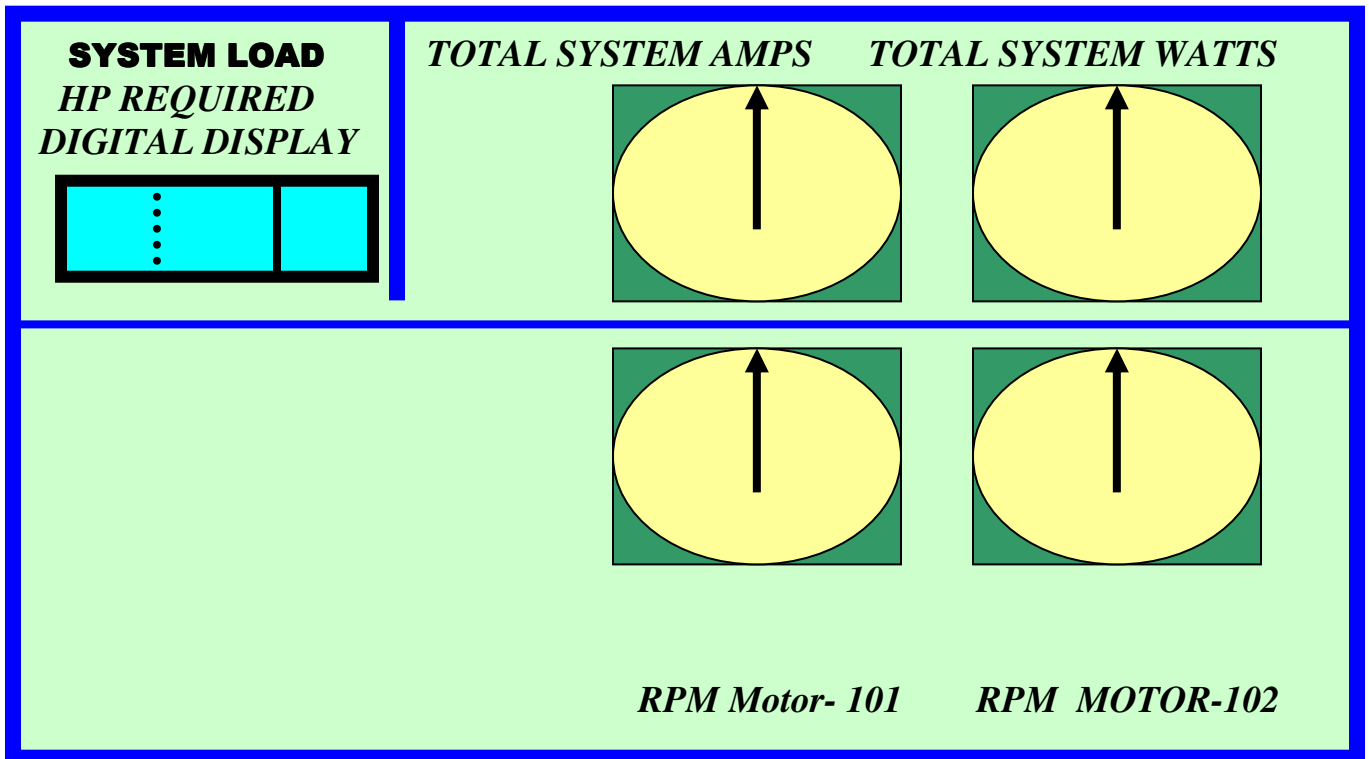 SYSTEM LOAD
HP REQUIRED
DIGITAL DISPLAY
TOTAL SYSTEM AMPS
TOTAL SYSTEM WATTS
RPM Motor- 101
RPM MOTOR-102